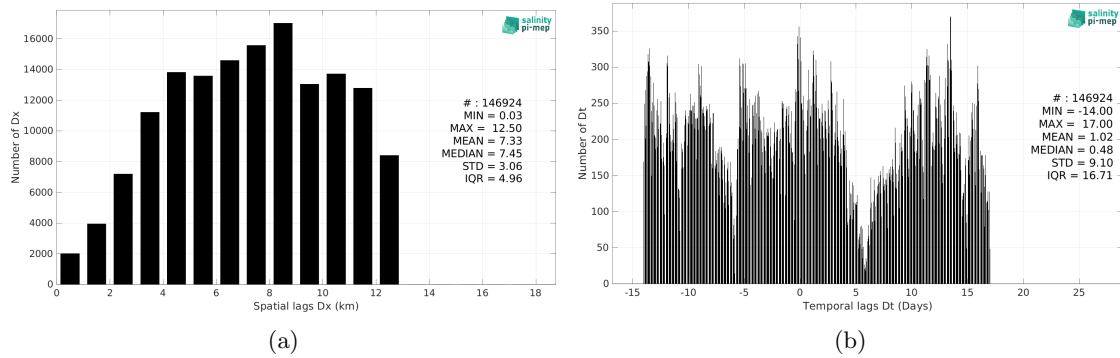 salinity
pi-mep
16000
14000
12000
10000
8000
6000
4000
2000
0
Number of Dx
# : 146924
MIN = 0.03
MAX = 12.50
MEAN = 7.33
MEDIAN = 7.45
STD = 3.06
IQR = 4.96
0 2 4 6 8 10 12 14 16 18
Spatial lags Dx (km)
(a)
salinity
pi-mep
350
300
250
200
150
100
50
0
Number of Dt
# : 146924
MIN = -14.00
MAX = 17.00
MEAN = 1.02
MEDIAN = 0.48
STD = 9.10
IQR = 16.71
-15 -10 -5 0 5 10 15 20 25
Temporal lags Dt (Days)
(b)